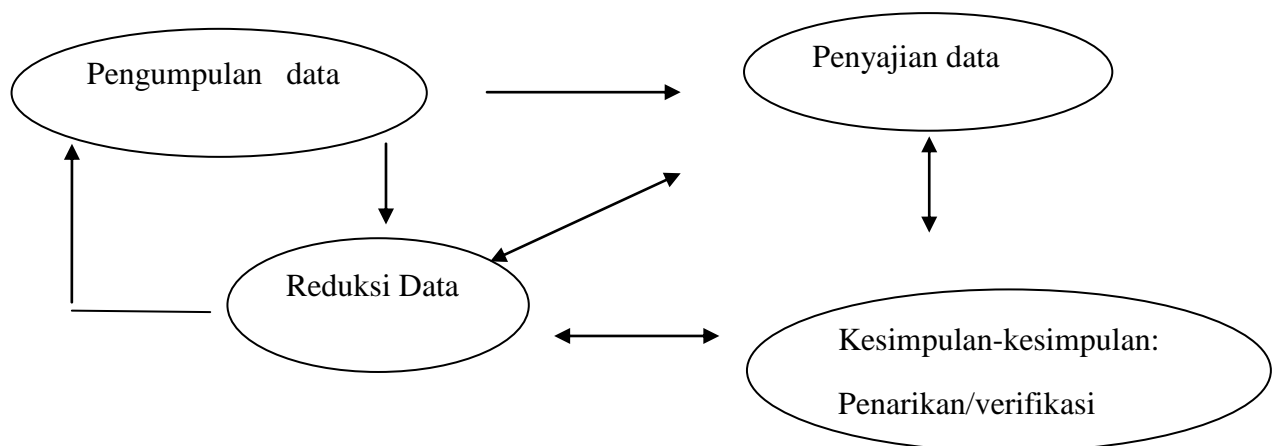 Pengumpulan data
Penyajian data
Reduksi Data
Kesimpulan-kesimpulan:
Penarikan/verifikasi